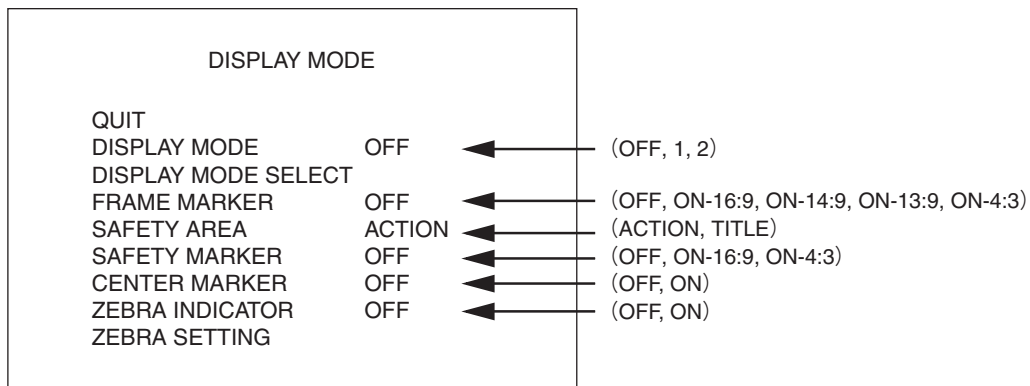 DISPLAY MODE
QUIT
DISPLAY MODE OFF (OFF, 1, 2)
DISPLAY MODE SELECT
FRAME MARKER OFF (OFF, ON-16:9, ON-14:9, ON-13:9, ON-4:3)
SAFETY AREA ACTION (ACTION, TITLE)
SAFETY MARKER OFF (OFF, ON-16:9, ON-4:3)
CENTER MARKER OFF (OFF, ON)
ZEBRA INDICATOR OFF (OFF, ON)
ZEBRA SETTING